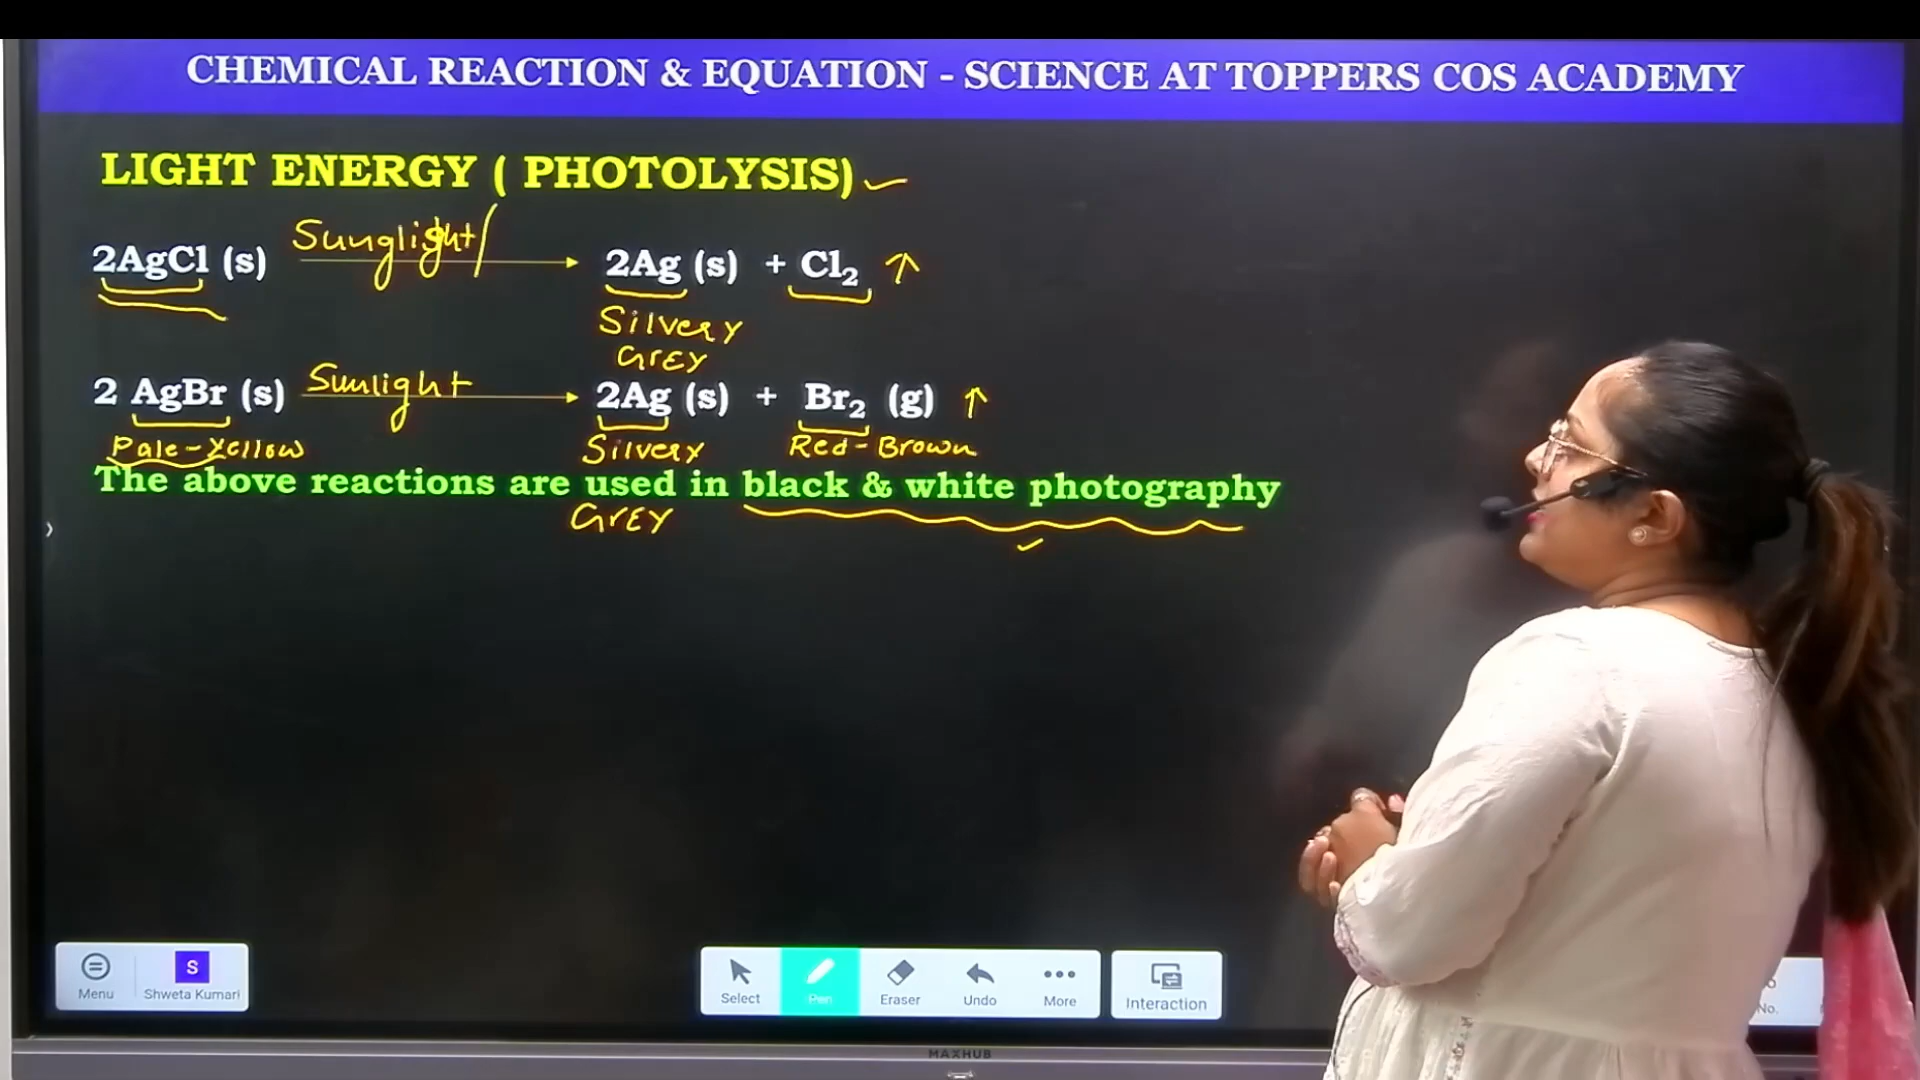 CHEMICAL REACTION & EQUATION - SCIENCE AT TOPPERS COS ACADEMY
LIGHT ENERGY ( PHOTOLYSIS)
Sunglight/
2AgCl (s) 2Ag (s) + Cl₂ ↑
Silvery
Grey
Sunlight
2 AgBr (s) 2Ag (s) + Br₂ (g) ↑
Pale-Yellow Silvery Red-Brown
The above reactions are used in black & white photography
Grey
S
Menu Shweta Kumari
Select Pen Eraser Undo More Interaction
No.
MAXHUB